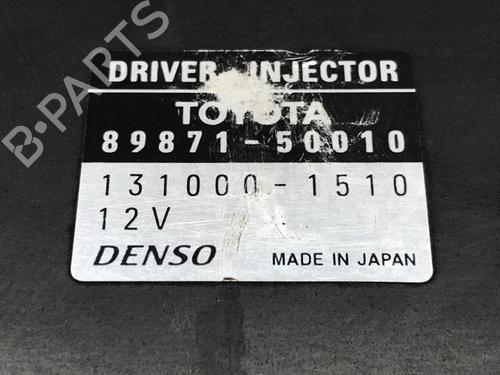 B-PARTS
DRIVER, INJECTOR
TOYOTA
89871-50010
131000-1510
12V
DENSO MADE IN JAPAN